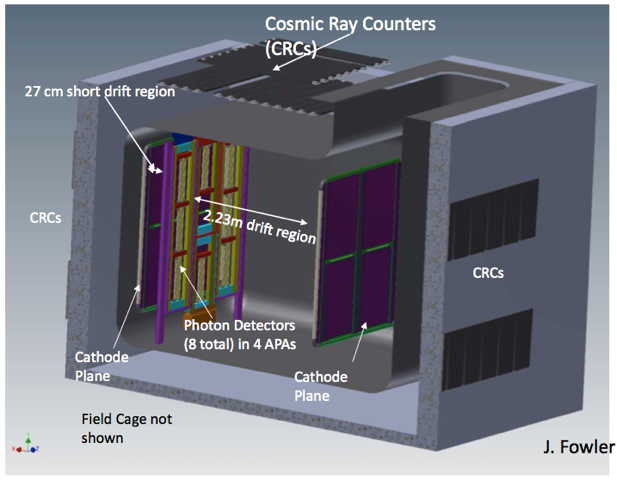 Cosmic Ray Counters
(CRCs)
27 cm short drift region
CRCs
2.23m drift region
CRCs
Photon Detectors
(8 total) in 4 APAs
Cathode
Plane
Cathode
Plane
Field Cage not
shown
J. Fowler